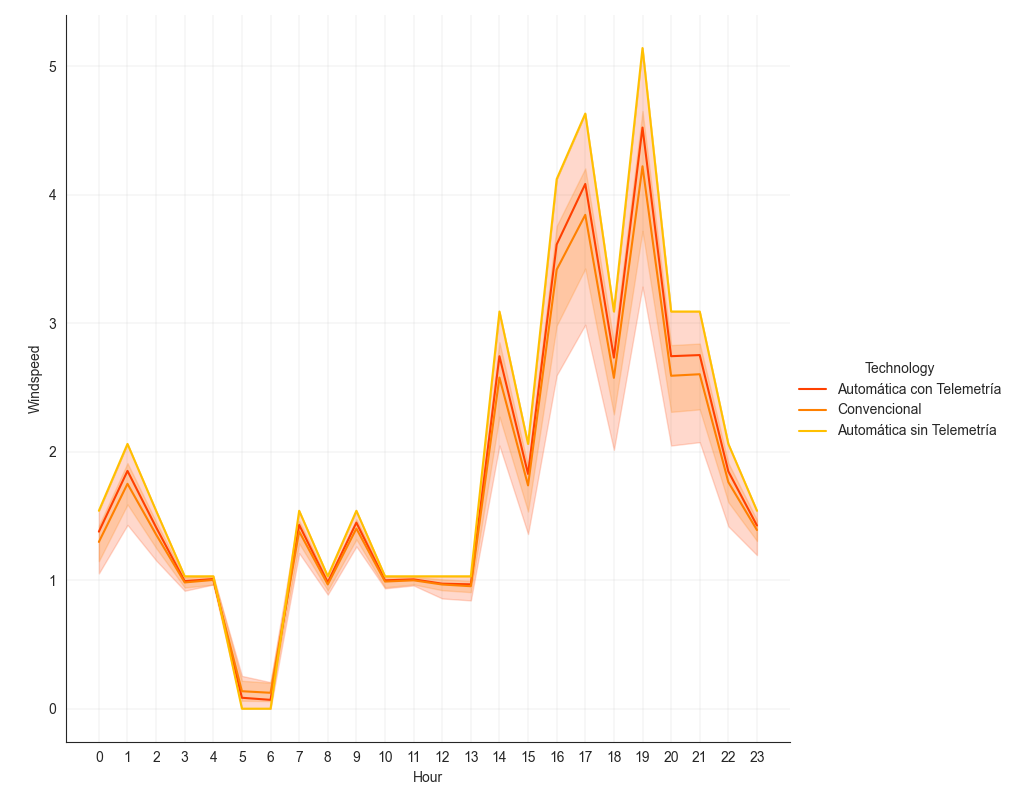 5
4
3
2
1
0
Windspeed
0 1 2 3 4 5 6 7 8 9 10 11 12 13 14 15 16 17 18 19 20 21 22 23
Hour
Technology
Automática con Telemetría
Convencional
Automática sin Telemetría